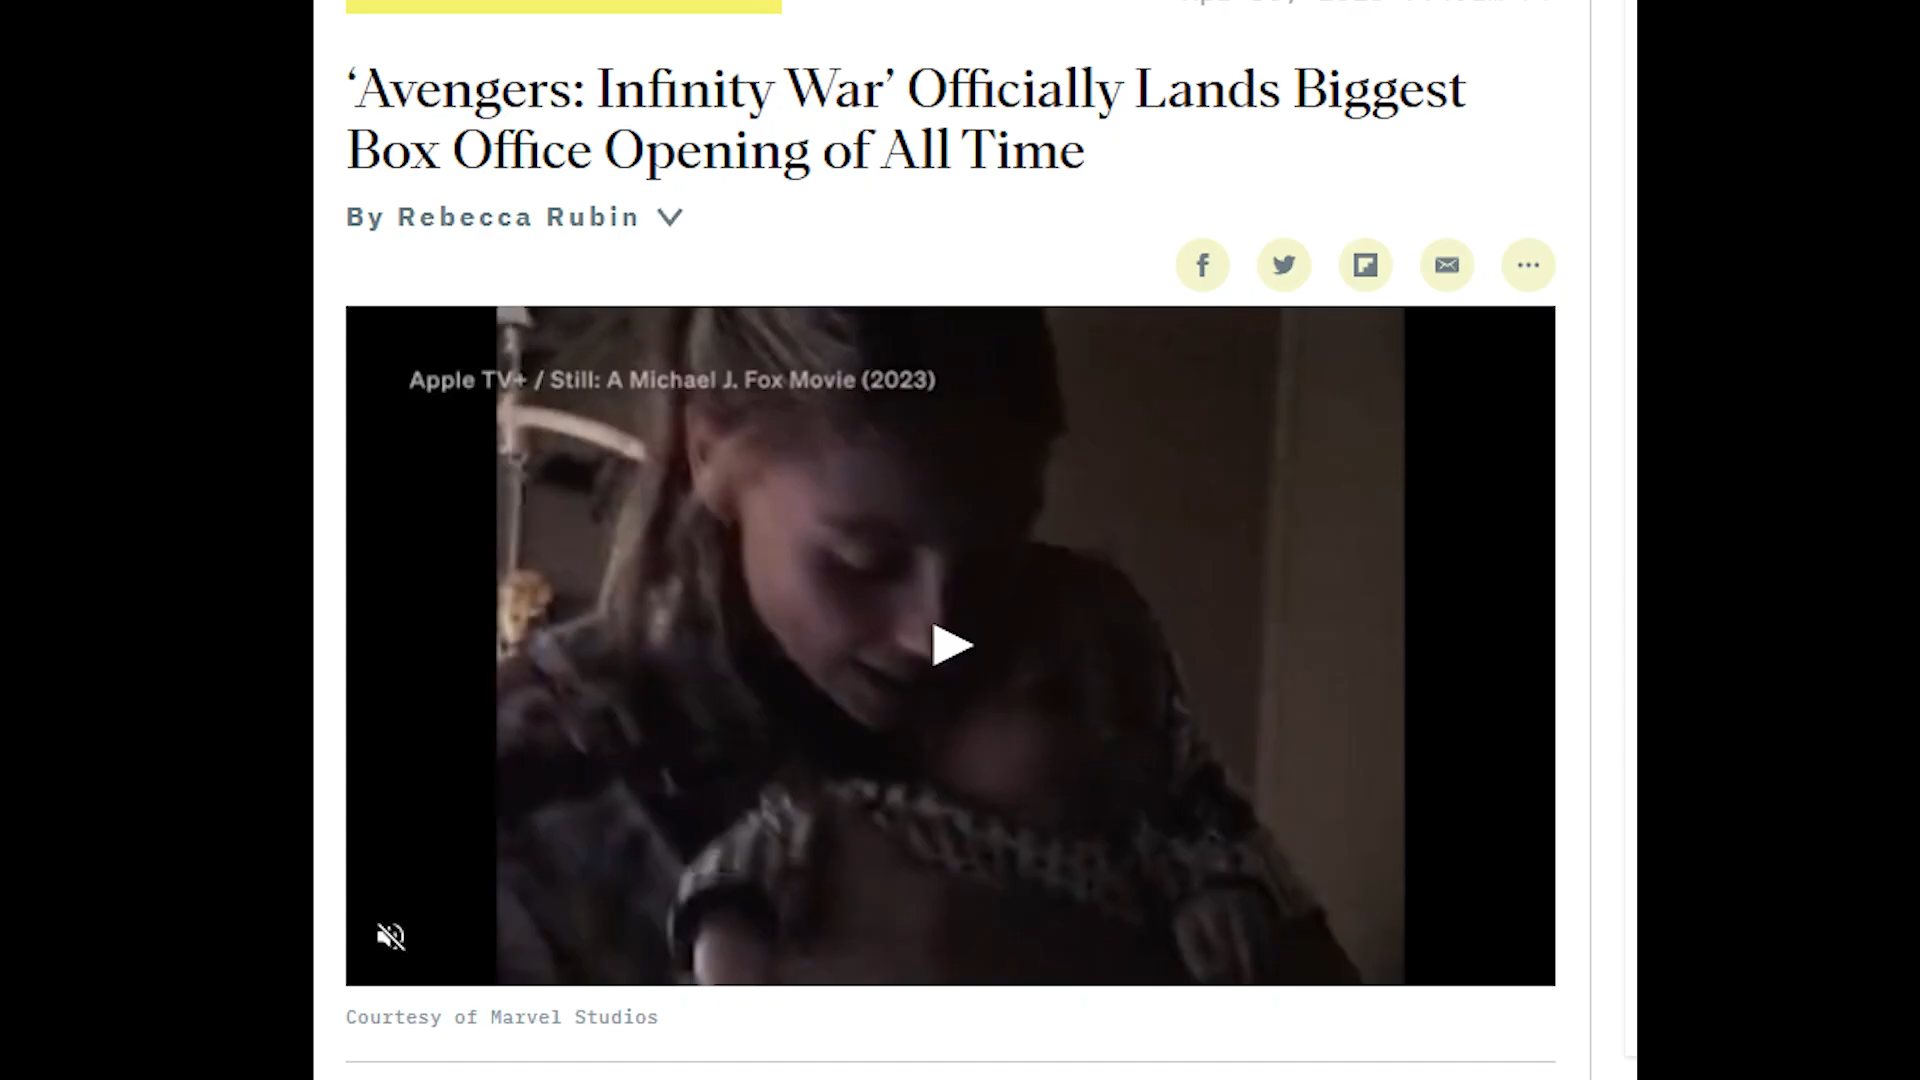 ‘Avengers: Infinity War’ Officially Lands Biggest
Box Office Opening of All Time
By Rebecca Rubin
Apple TV+ / Still: A Michael J. Fox Movie (2023)
Courtesy of Marvel Studios